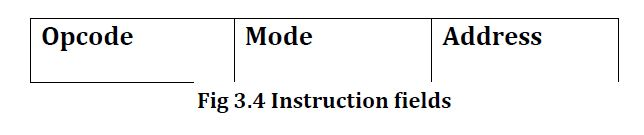 Opcode Mode Address
Fig 3.4 Instruction fields